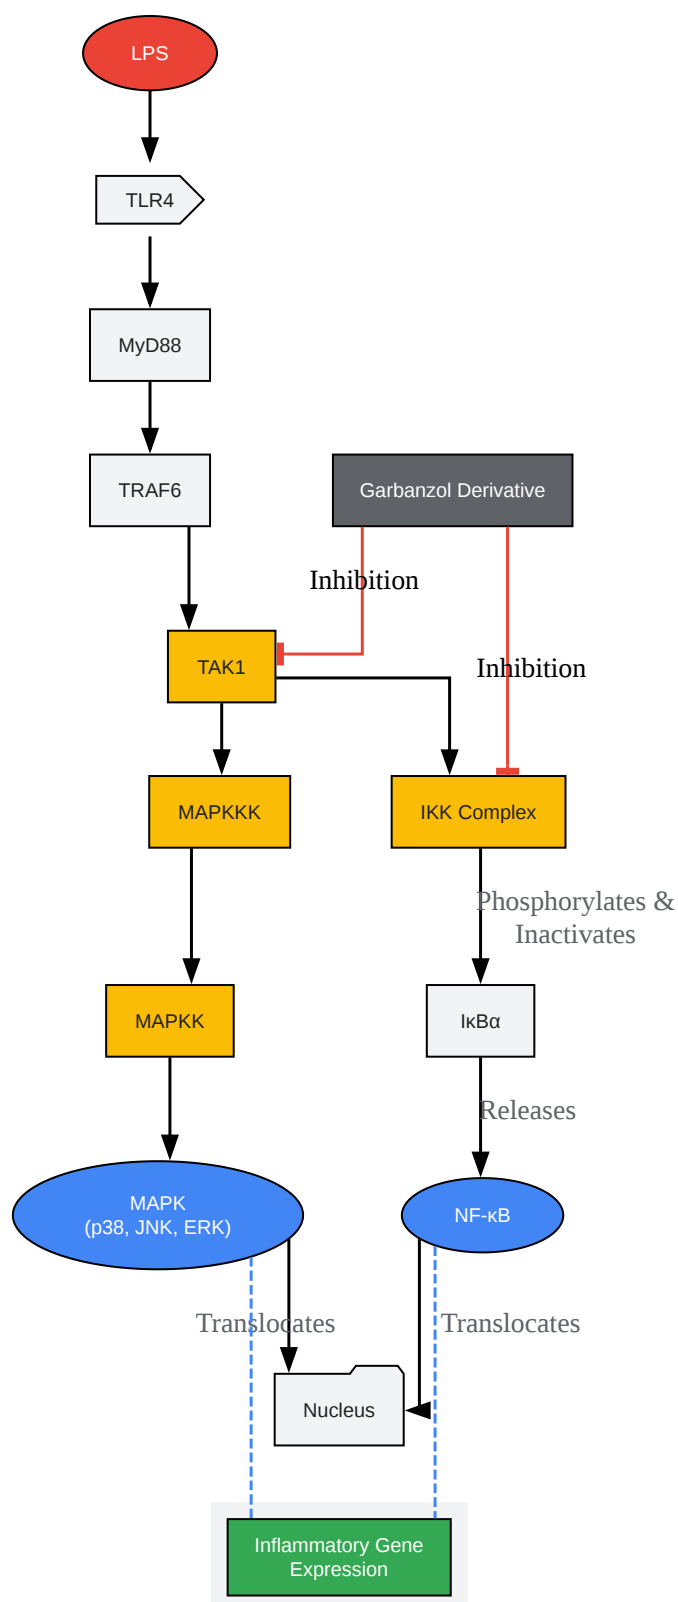 LPS
TLR4
MyD88
TRAF6
Garbanzol Derivative
Inhibition
TAK1
Inhibition
MAPKKK
IKK Complex
Phosphorylates &
Inactivates
MAPKK
IκBα
Releases
MAPK
(p38, JNK, ERK)
NF-κB
Translocates
Translocates
Nucleus
Inflammatory Gene
Expression